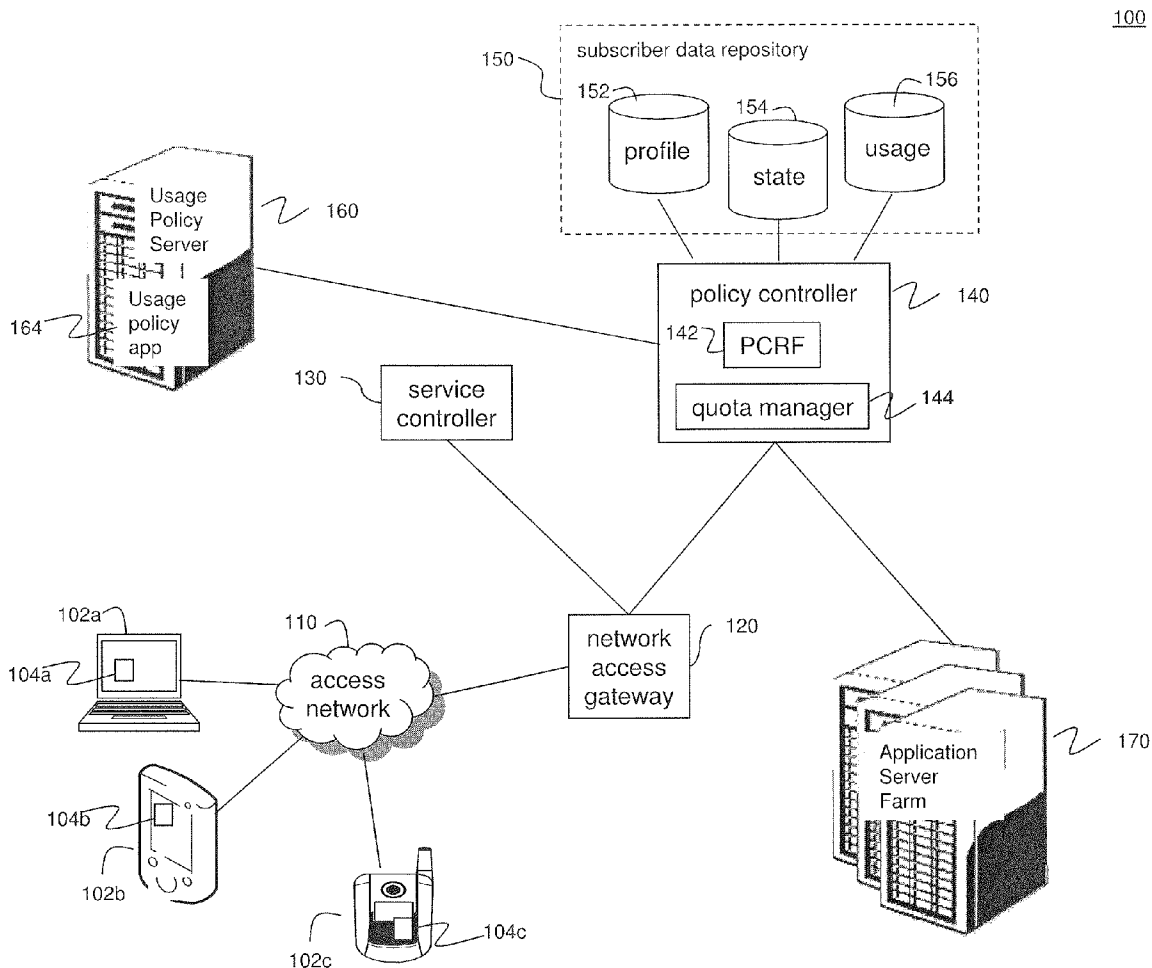 100
subscriber data repository
150
152
154
156
profile
state
usage
Usage
Policy
Server
160
164
Usage
policy
app
policy controller
140
142
PCRF
quota manager
144
130
service
controller
102a
104a
110
access
network
network
access
gateway
120
104b
102b
102c
104c
Application
Server
Farm
170